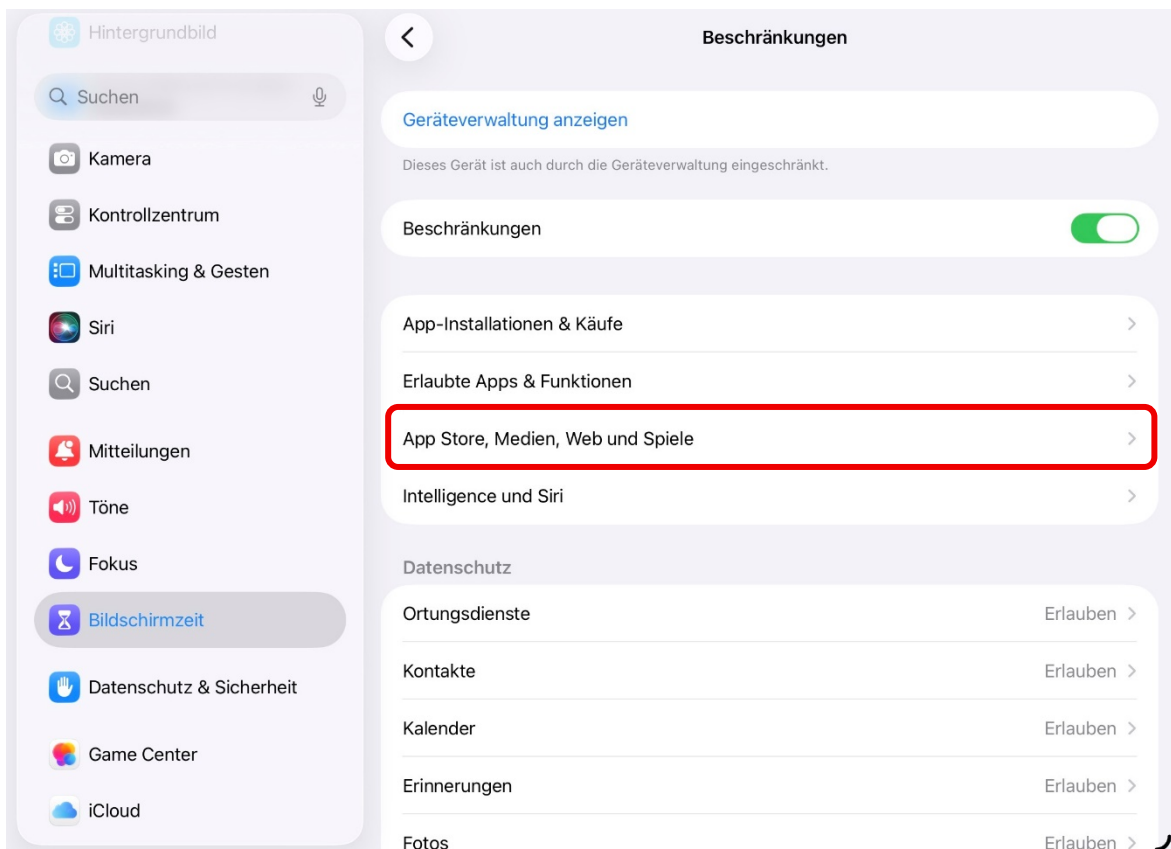 Hintergrundbild
Suchen
Kamera
Kontrollzentrum
Multitasking & Gesten
Siri
Suchen
Mitteilungen
Töne
Fokus
Bildschirmzeit
Datenschutz & Sicherheit
Game Center
iCloud
Beschränkungen
Geräteverwaltung anzeigen
Dieses Gerät ist auch durch die Geräteverwaltung eingeschränkt.
Beschränkungen
App-Installationen & Käufe
Erlaubte Apps & Funktionen
App Store, Medien, Web und Spiele
Intelligence und Siri
Datenschutz
Ortungsdienste Erlauben
Kontakte Erlauben
Kalender Erlauben
Erinnerungen Erlauben
Fotos Erlauben